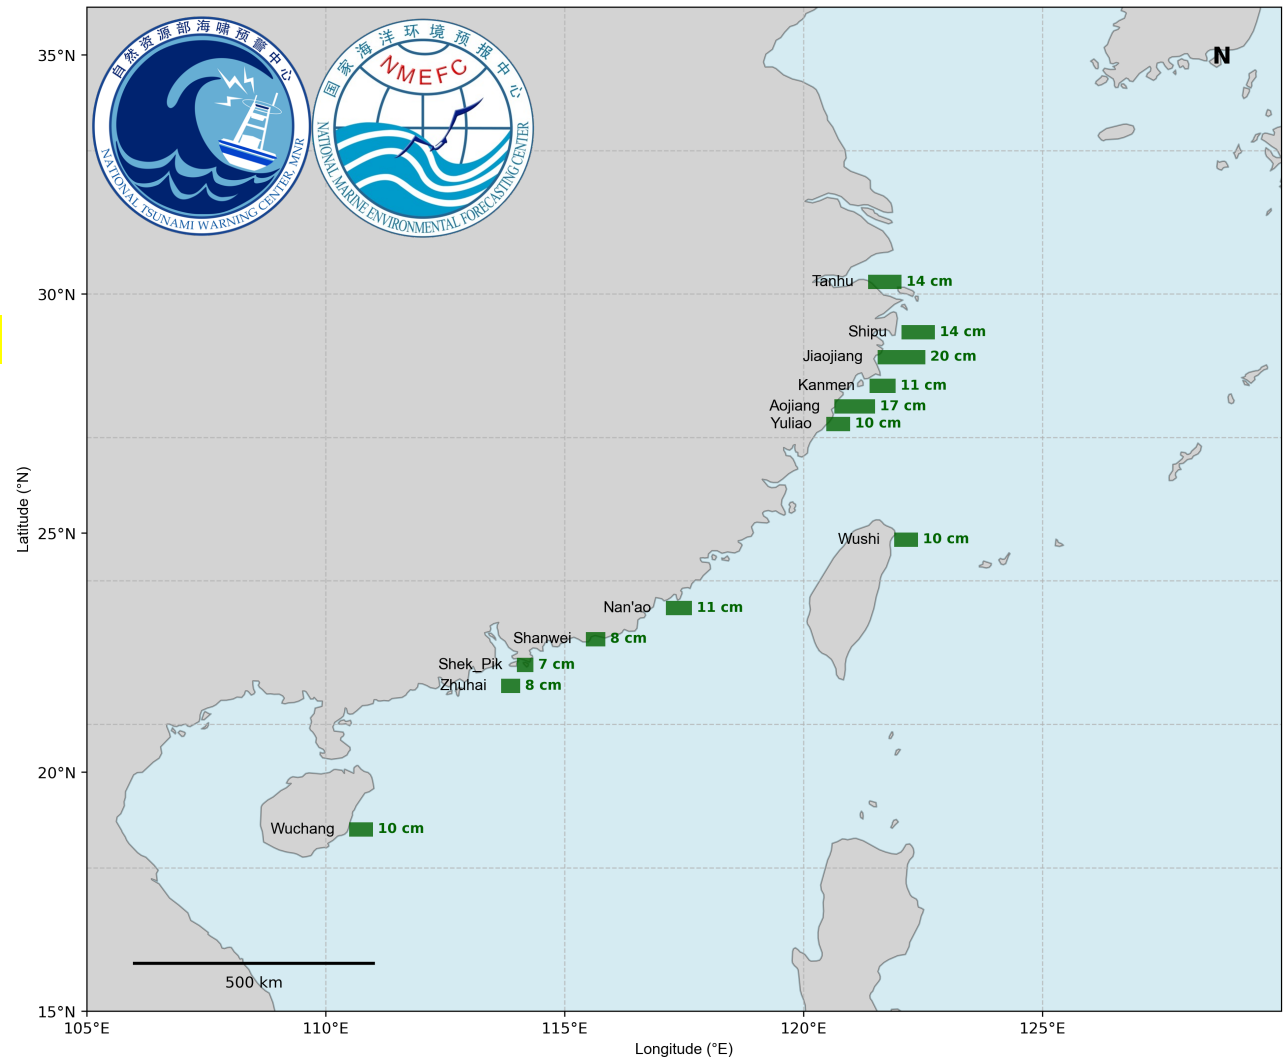 自然资源部海啸预警中心
NATIONAL TSUNAMI WARNING CENTER, MNR
国家海洋环境预报中心
NMEFC
NATIONAL MARINE ENVIRONMENTAL FORECASTING CENTER
N
35°N
30°N
25°N
20°N
15°N
Latitude (°N)
Tanhu 14 cm
Shipu 14 cm
Jiaojiang 20 cm
Kanmen 11 cm
Aojiang 17 cm
Yuliao 10 cm
Wushi 10 cm
Nan'ao 11 cm
Shanwei 8 cm
Shek_Pik 7 cm
Zhuhai 8 cm
Wuchang 10 cm
500 km
105°E 110°E 115°E 120°E 125°E
Longitude (°E)